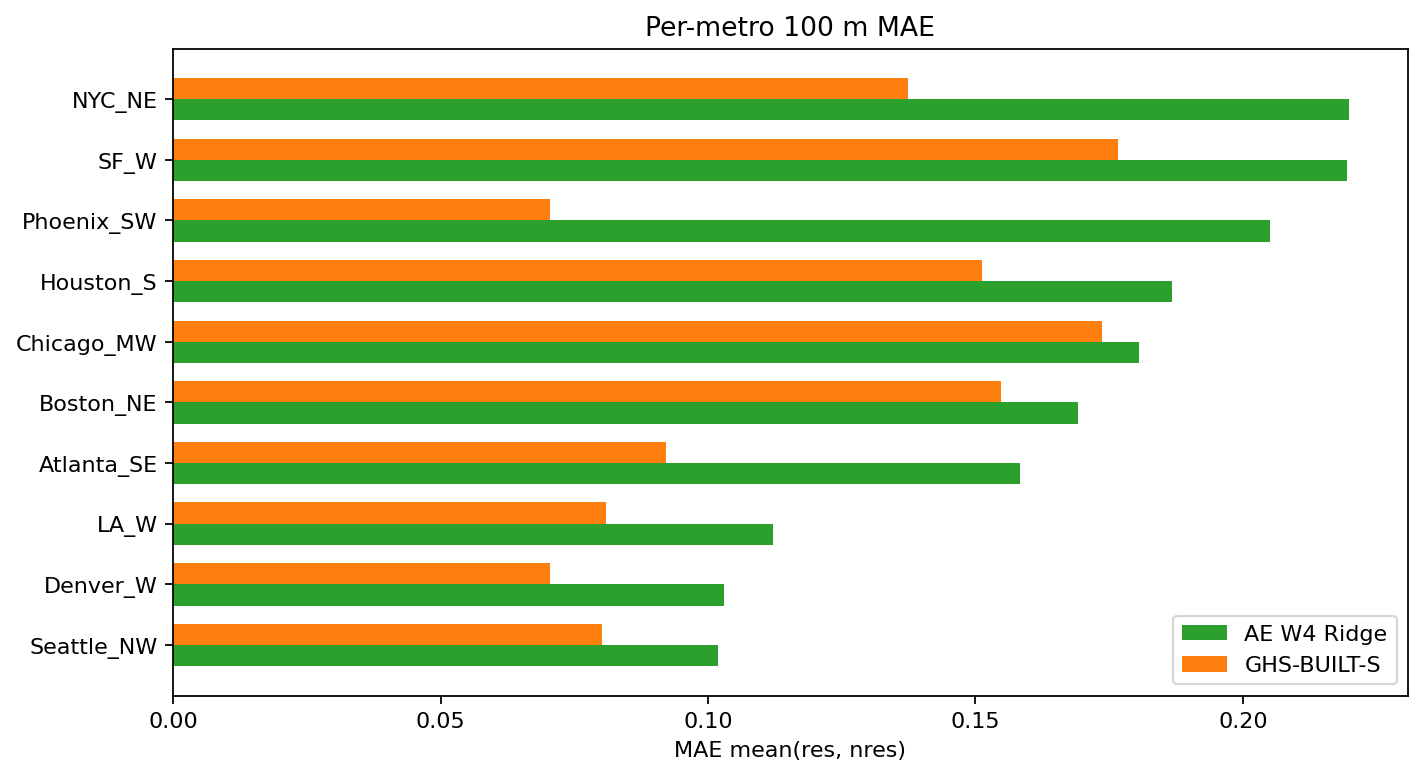 Per-metro 100 m MAE
NYC_NE
SF_W
Phoenix_SW
Houston_S
Chicago_MW
Boston_NE
Atlanta_SE
LA_W
Denver_W
Seattle_NW
AE W4 Ridge
GHS-BUILT-S
0.00 0.05 0.10 0.15 0.20
MAE mean(res, nres)